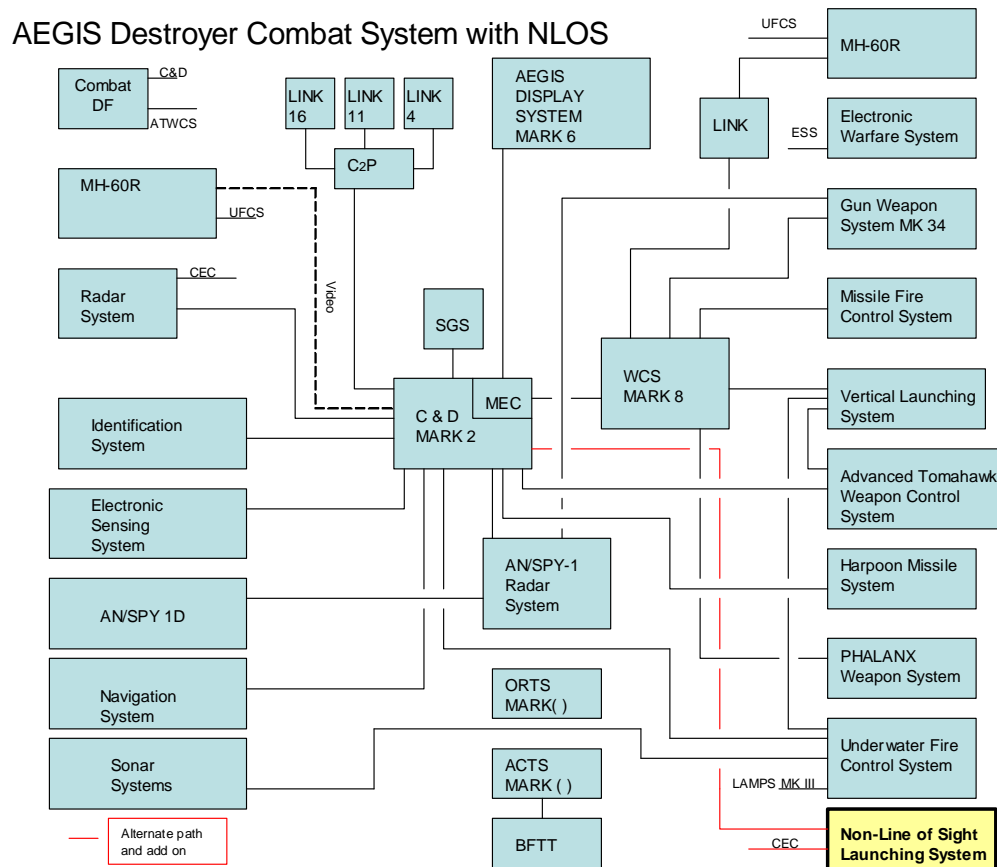 AEGIS Destroyer Combat System with NLOS
Combat
DF
C&D
ATWCS
LINK
16
LINK
11
LINK
4
C2P
AEGIS
DISPLAY
SYSTEM
MARK 6
UFCS
MH-60R
LINK
ESS
Electronic
Warfare System
MH-60R
UFCS
Gun Weapon
System MK 34
CEC
Radar
System
Video
SGS
Missile Fire
Control System
WCS
MARK 8
MEC
C & D
MARK 2
Vertical Launching
System
Identification
System
Advanced Tomahawk
Weapon Control
System
Electronic
Sensing
System
AN/SPY-1
Radar
System
Harpoon Missile
System
AN/SPY 1D
PHALANX
Weapon System
Navigation
System
ORTS
MARK( )
Underwater Fire
Control System
Sonar
Systems
ACTS
MARK ( )
LAMPS MK III
Alternate path
and add on
BFTT
CEC
Non-Line of Sight
Launching System